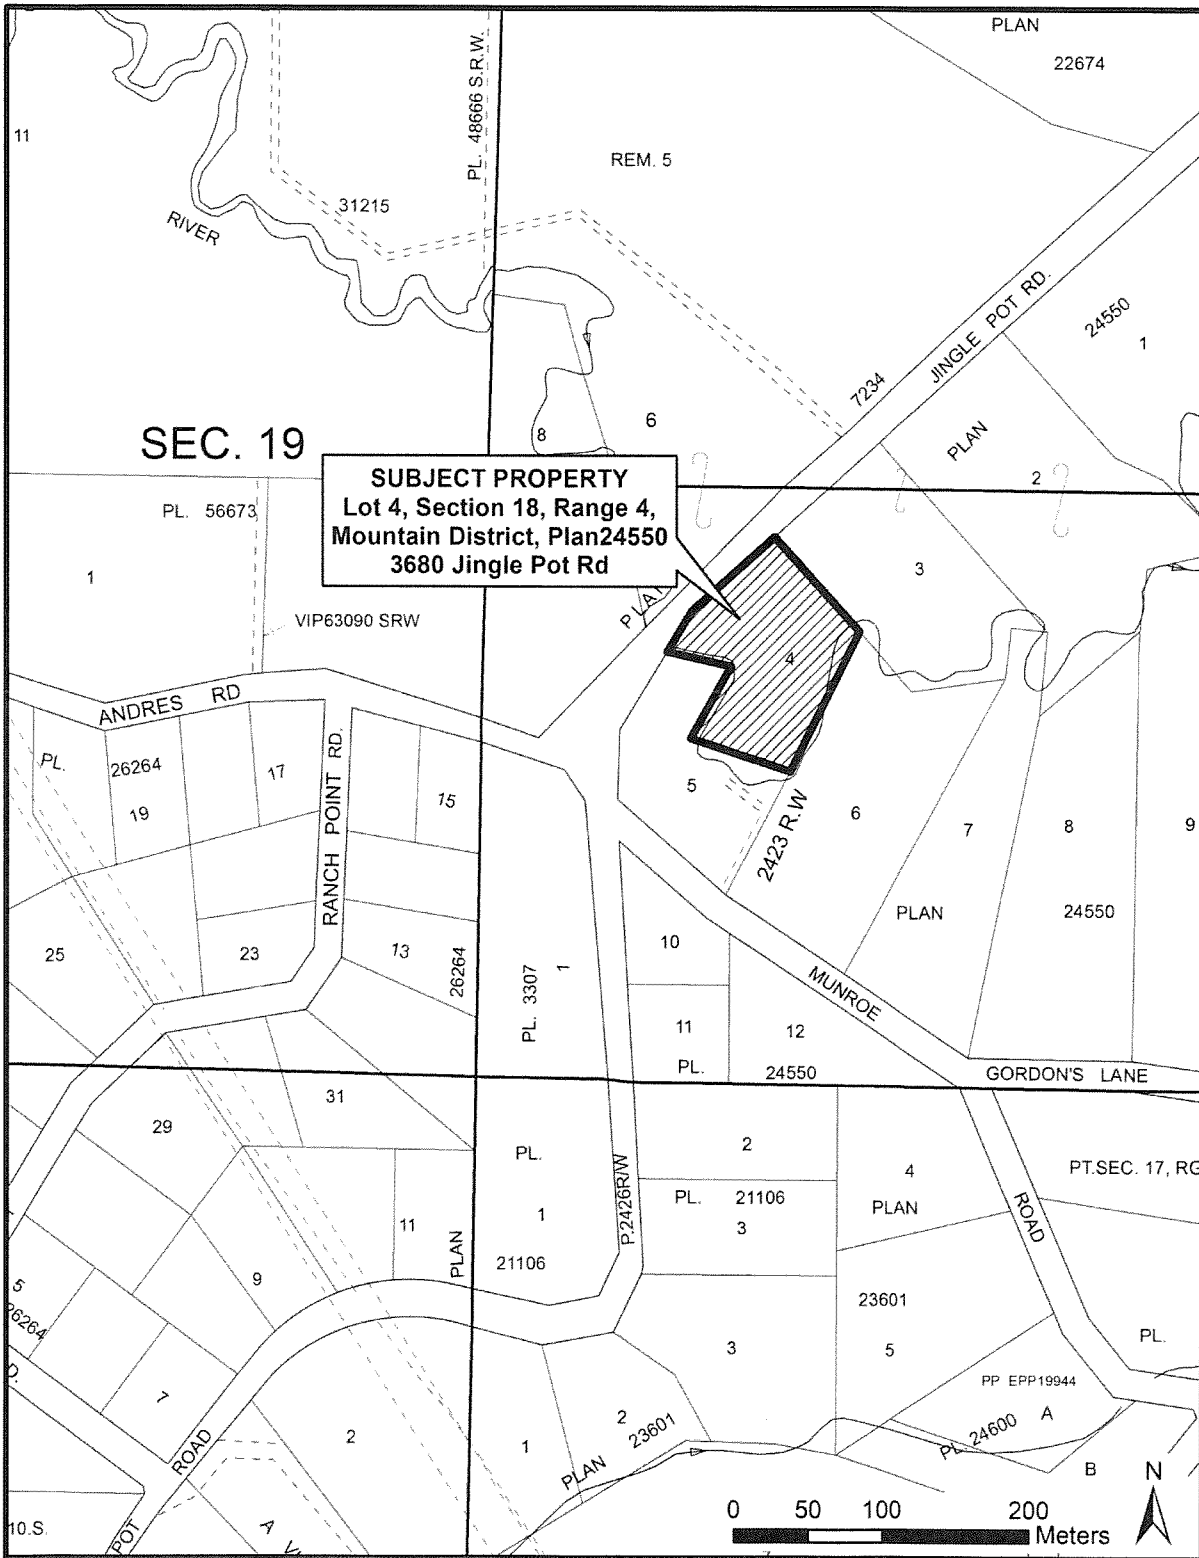 PLAN
22674
PL. 48666 S.R.W.
11
REM. 5
31215
RIVER
JINGLE POT RD.
24550
1
7234
PLAN
SEC. 19
8
6
2
SUBJECT PROPERTY
Lot 4, Section 18, Range 4,
Mountain District, Plan24550
3680 Jingle Pot Rd
PL. 56673
1
3
VIP63090 SRW
4
ANDRES RD
RANCH POINT RD.
PL.
26264
17
15
19
5
2423 R.W
6
7
8
9
PLAN
24550
25
23
13
26264
PL. 3307
1
10
MUNROE
11
12
PL.
24550
GORDON'S LANE
31
29
PL.
2
4
PT.SEC. 17, RG
P.2426R/W
PL. 21106
PLAN
ROAD
11
PLAN
1
3
21106
9
5
26264
23601
3
5
PL.
7
PP EPP19944
2
2
23601
A
PL 24600
1
PLAN
B
ROAD
POT
N
0 50 100 200
Meters
10.S.
A